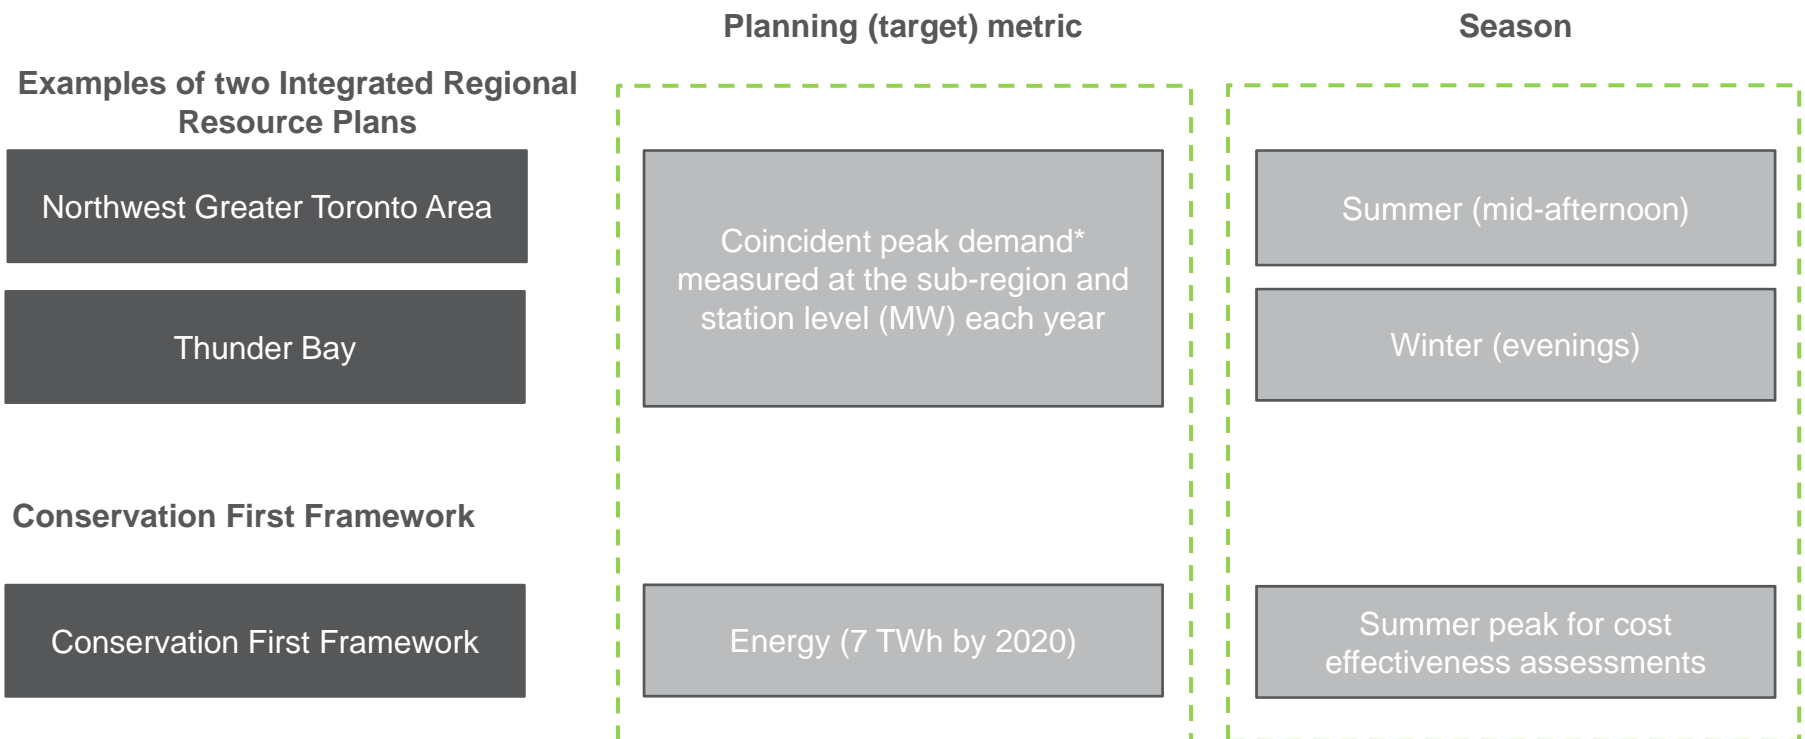 Planning (target) metric
Season
Examples of two Integrated Regional
Resource Plans
Northwest Greater Toronto Area
Coincident peak demand*
measured at the sub-region and
station level (MW) each year
Summer (mid-afternoon)
Thunder Bay
Winter (evenings)
Conservation First Framework
Conservation First Framework
Energy (7 TWh by 2020)
Summer peak for cost
effectiveness assessments